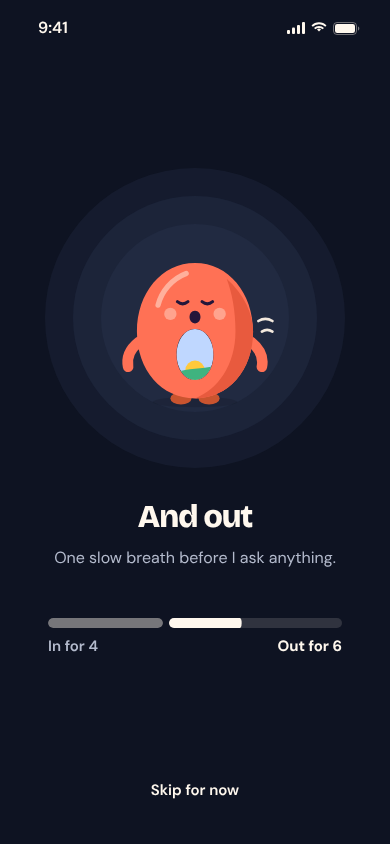 9:41
And out
One slow breath before I ask anything.
In for 4
Out for 6
Skip for now